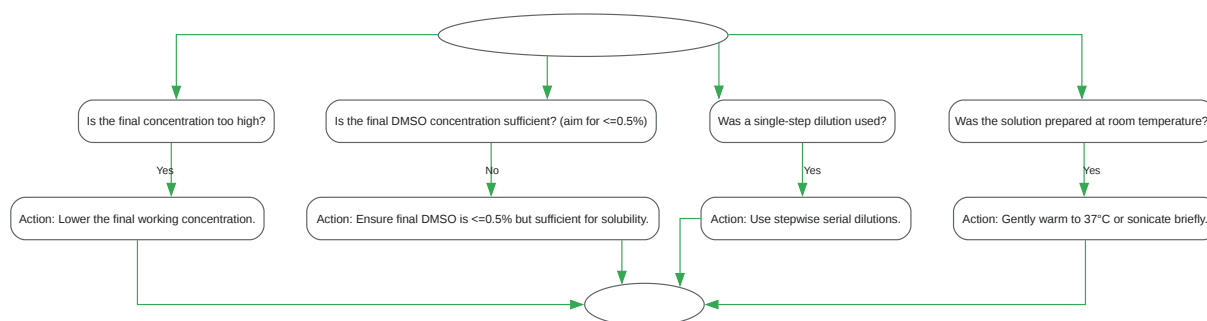 Is the final concentration too high?
Is the final DMSO concentration sufficient? (aim for <=0.5%)
Was a single-step dilution used?
Was the solution prepared at room temperature?
Yes
No
Yes
Yes
Action: Lower the final working concentration.
Action: Ensure final DMSO is <=0.5% but sufficient for solubility.
Action: Use stepwise serial dilutions.
Action: Gently warm to 37°C or sonicate briefly.